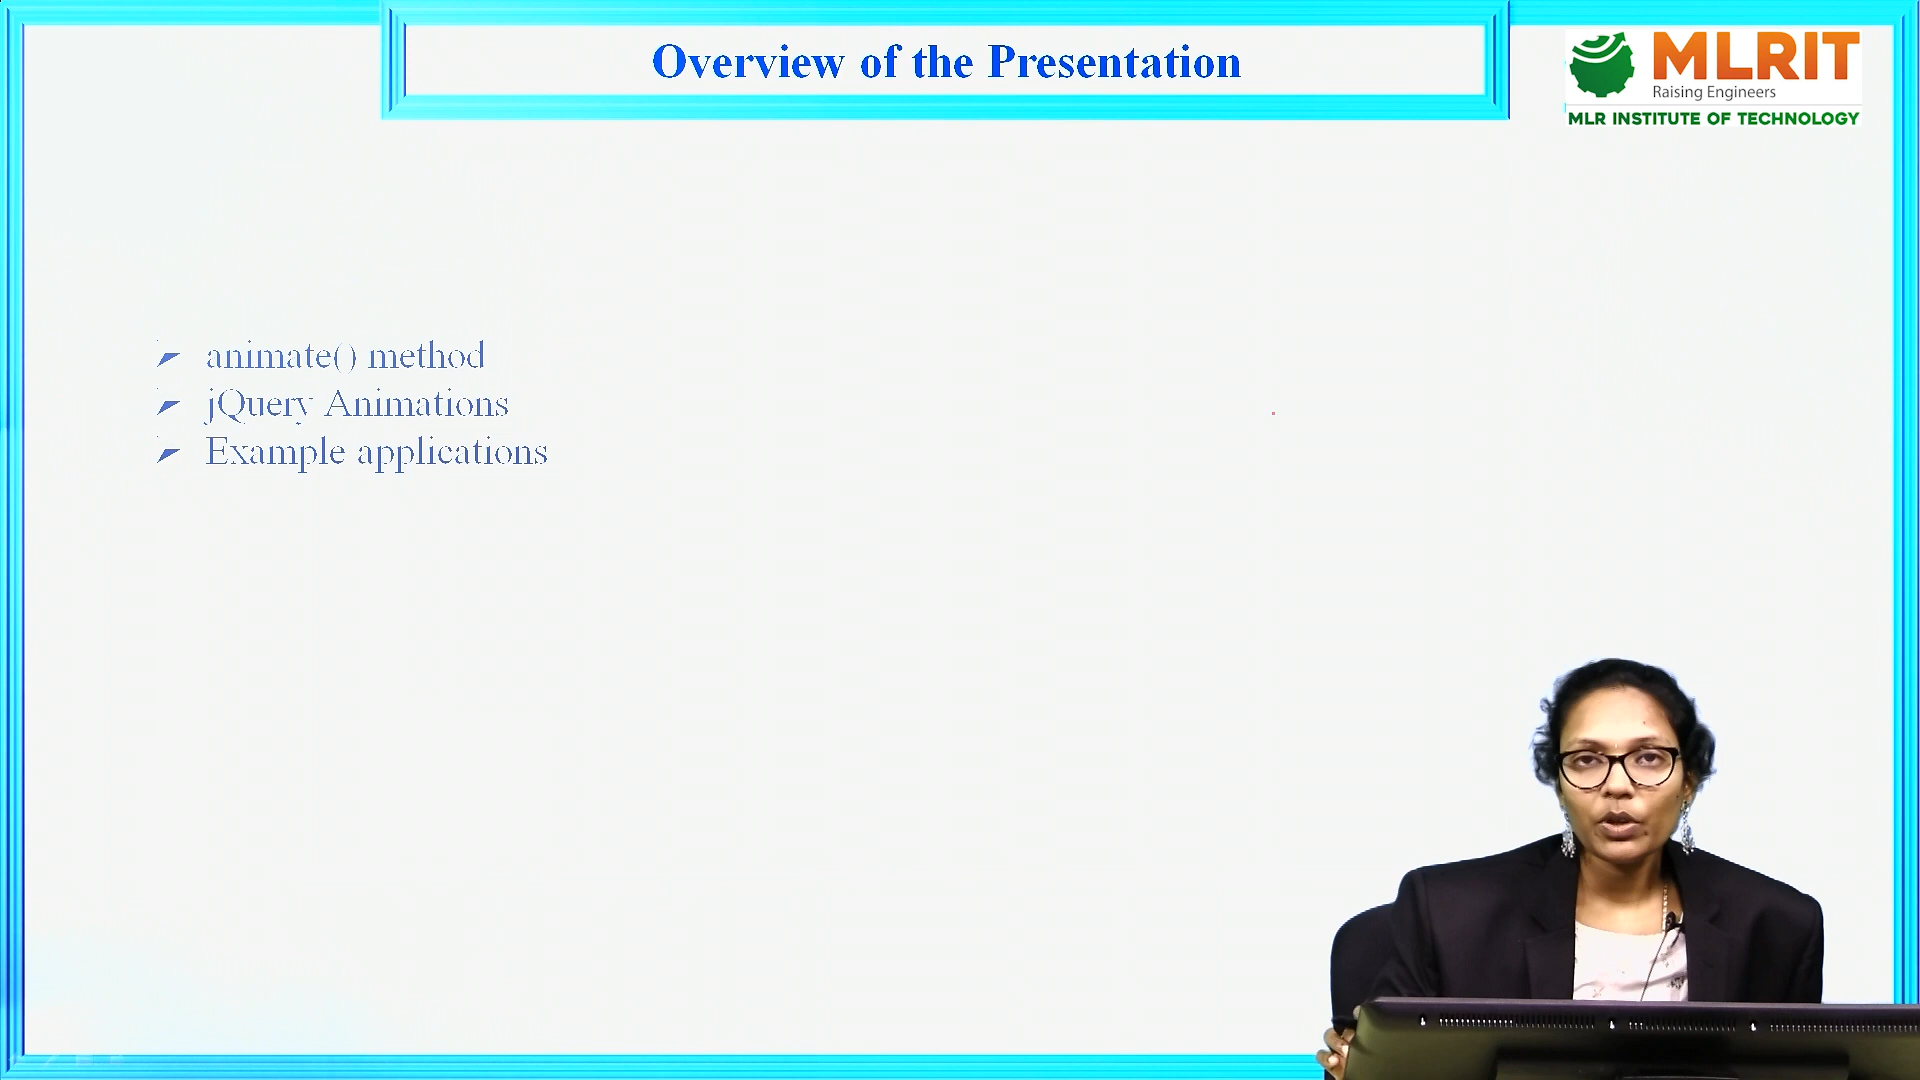 Overview of the Presentation
MLRIT
Raising Engineers
MLR INSTITUTE OF TECHNOLOGY
animate() method
jQuery Animations
Example applications